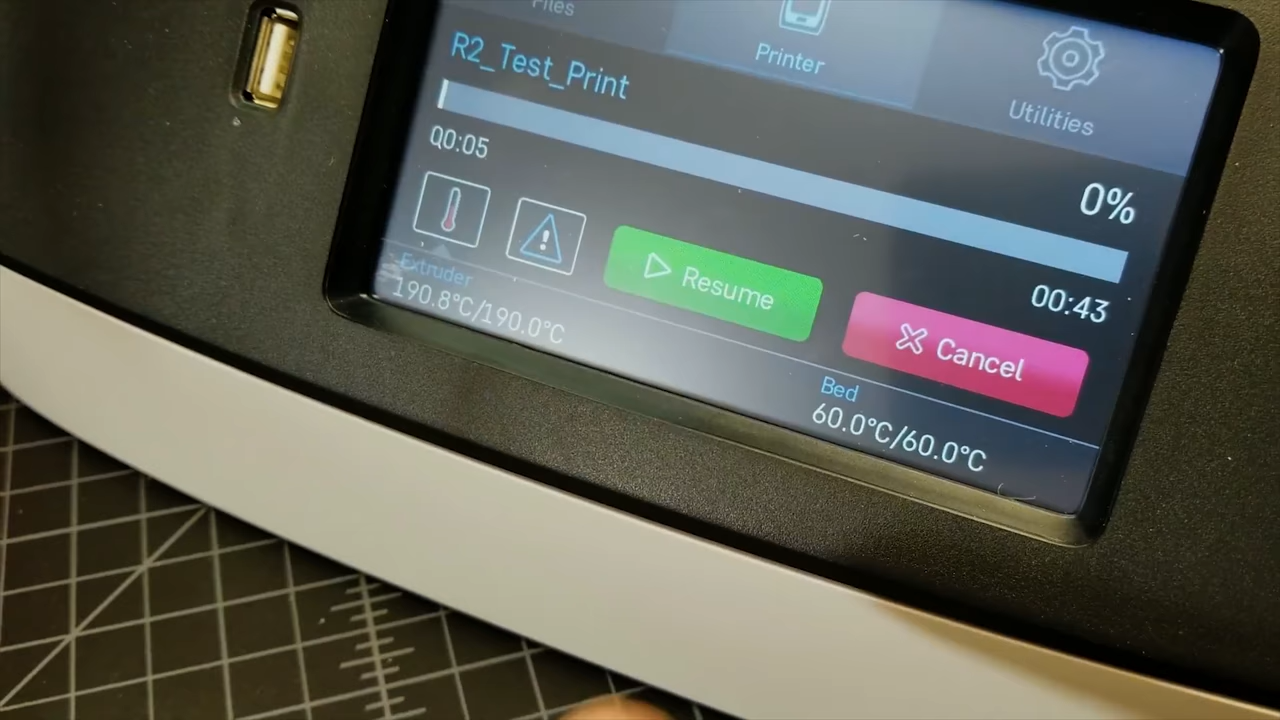 Files
Printer
Utilities
R2_Test_Print
00:05
0%
00:43
Resume
Cancel
Extruder
190.8°C/190.0°C
Bed
60.0°C/60.0°C